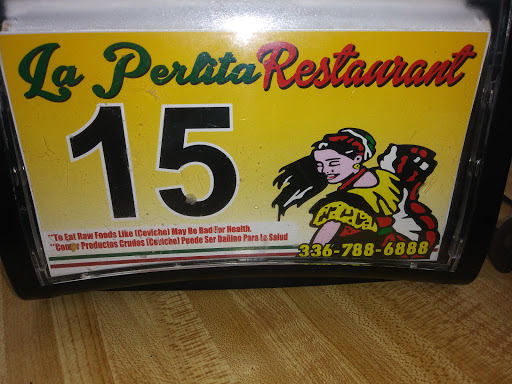 La Perlita Restaurant
15
**To Eat Raw Foods Like (Ceviche) May Be Bad For Health.
**Comer Productos Crudos (Ceviche) Puede Ser Dañino Para La Salud
336-788-6888